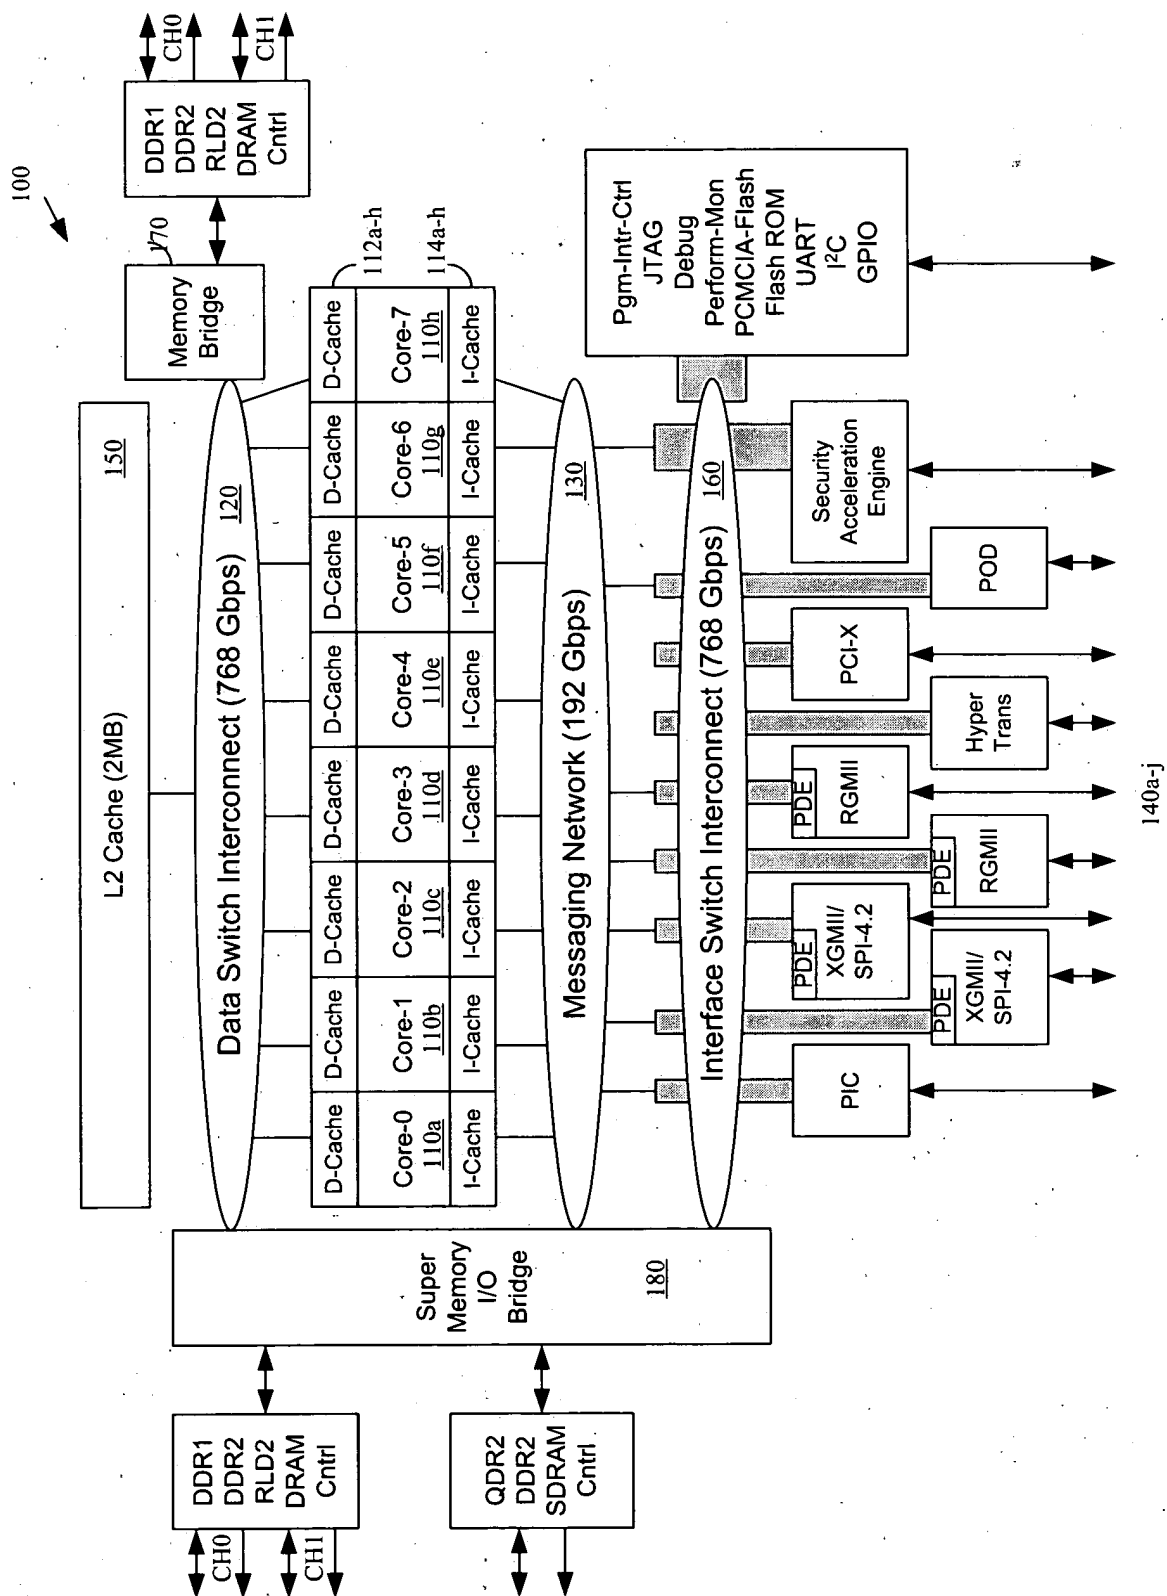 100
L2 Cache (2MB)
150
Data Switch Interconnect (768 Gbps)
120
Memory
Bridge
170
DDR1
DDR2
RLD2
DRAM
Cntrl
CH0
CH1
D-Cache
D-Cache
D-Cache
D-Cache
D-Cache
D-Cache
D-Cache
D-Cache
112a-h
Core-0
110a
Core-1
110b
Core-2
110c
Core-3
110d
Core-4
110e
Core-5
110f
Core-6
110g
Core-7
110h
I-Cache
I-Cache
I-Cache
I-Cache
I-Cache
I-Cache
I-Cache
I-Cache
114a-h
Messaging Network (192 Gbps)
130
Interface Switch Interconnect (768 Gbps)
160
Super
Memory
I/O
Bridge
180
DDR1
DDR2
RLD2
DRAM
Cntrl
CH0
CH1
QDR2
DDR2
SDRAM
Cntrl
Pgm-Intr-Ctrl
JTAG
Debug
Perform-Mon
PCMCIA-Flash
Flash ROM
UART
I²C
GPIO
PIC
PDE
XGMII/
SPI-4.2
PDE
XGMII/
SPI-4.2
PDE
RGMII
PDE
RGMII
Hyper
Trans
PCI-X
POD
Security
Acceleration
Engine
140a-j